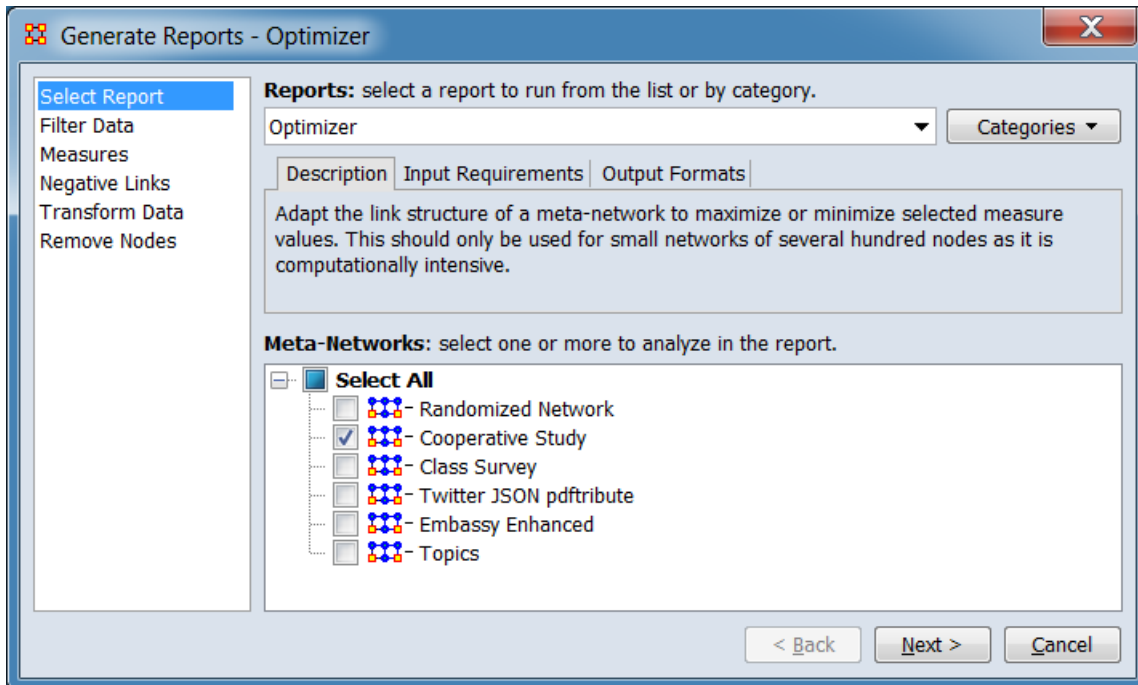 Generate Reports - Optimizer
X
Select Report
Filter Data
Measures
Negative Links
Transform Data
Remove Nodes
Reports: select a report to run from the list or by category.
Optimizer
Categories
Description Input Requirements Output Formats
Adapt the link structure of a meta-network to maximize or minimize selected measure
values. This should only be used for small networks of several hundred nodes as it is
computationally intensive.
Meta-Networks: select one or more to analyze in the report.
Select All
Randomized Network
Cooperative Study
Class Survey
Twitter JSON pdftribute
Embassy Enhanced
Topics
< Back Next > Cancel